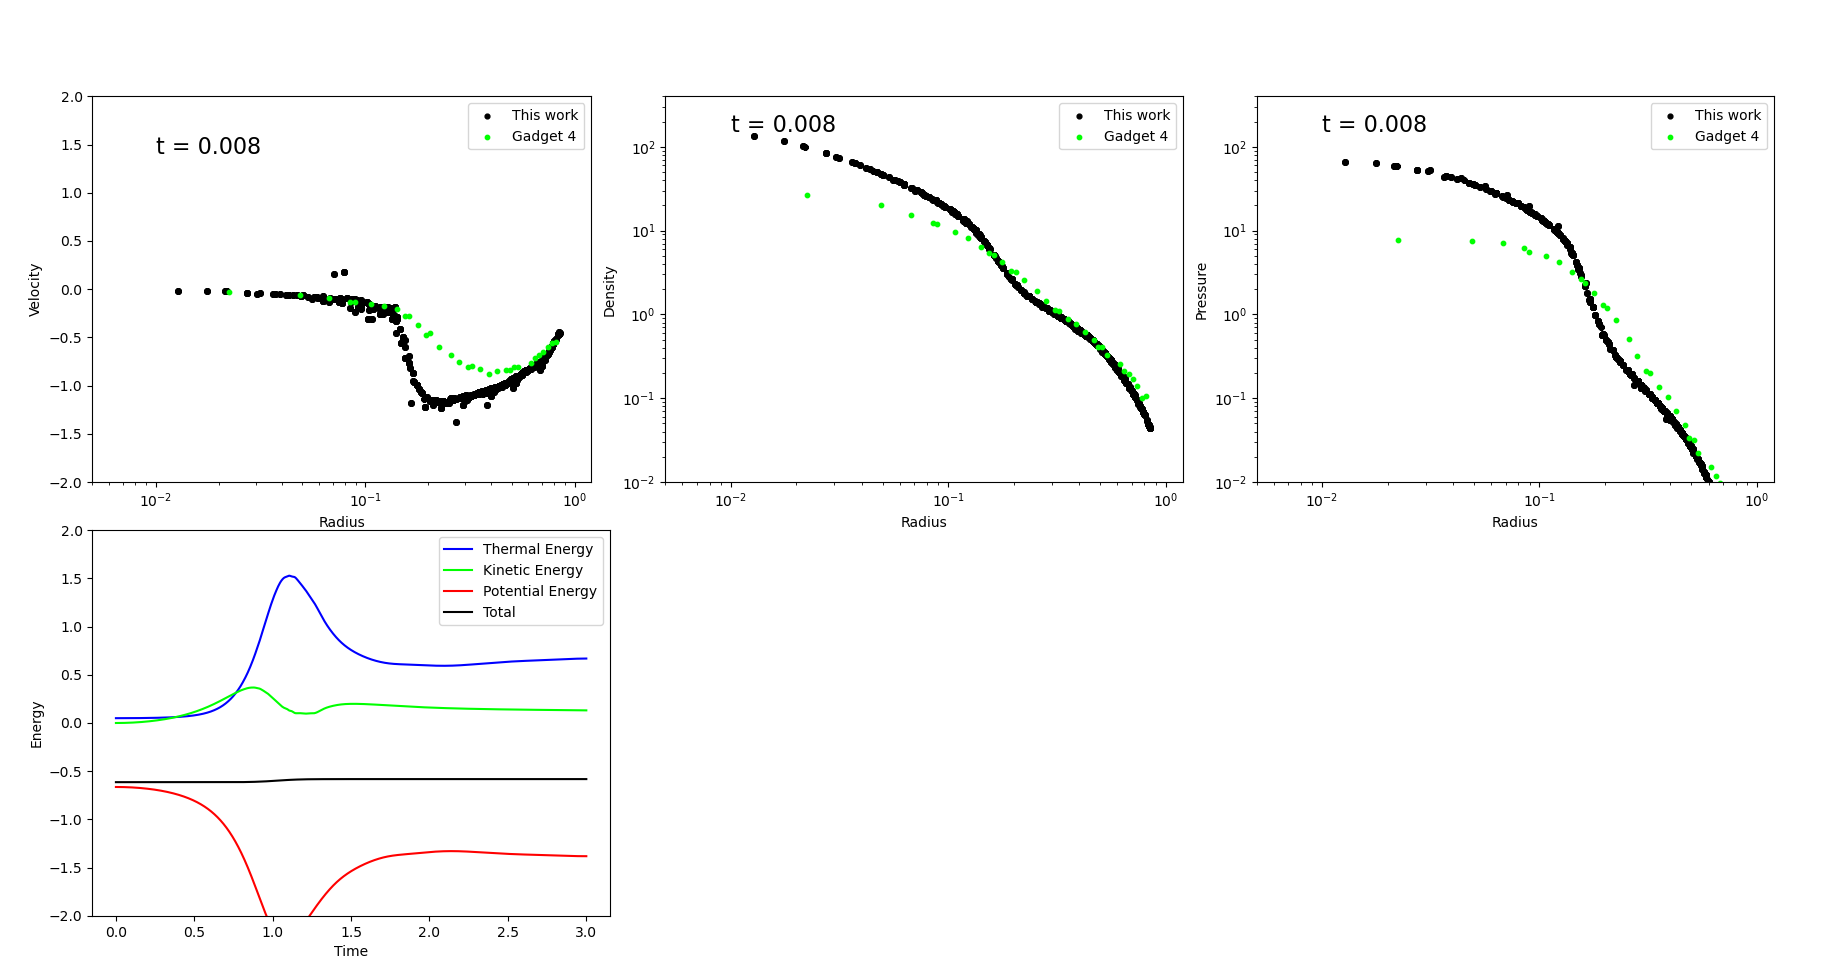 2.0
1.5
1.0
0.5
0.0
−0.5
−1.0
−1.5
−2.0
Velocity
t = 0.008
This work
Gadget 4
10⁻²
10⁻¹
10⁰
Radius
10²
10¹
10⁰
10⁻¹
10⁻²
Density
t = 0.008
This work
Gadget 4
10⁻²
10⁻¹
10⁰
Radius
10²
10¹
10⁰
10⁻¹
10⁻²
Pressure
t = 0.008
This work
Gadget 4
10⁻²
10⁻¹
10⁰
Radius
2.0
1.5
1.0
0.5
0.0
−0.5
−1.0
−1.5
−2.0
Energy
Thermal Energy
Kinetic Energy
Potential Energy
Total
0.0
0.5
1.0
1.5
2.0
2.5
3.0
Time